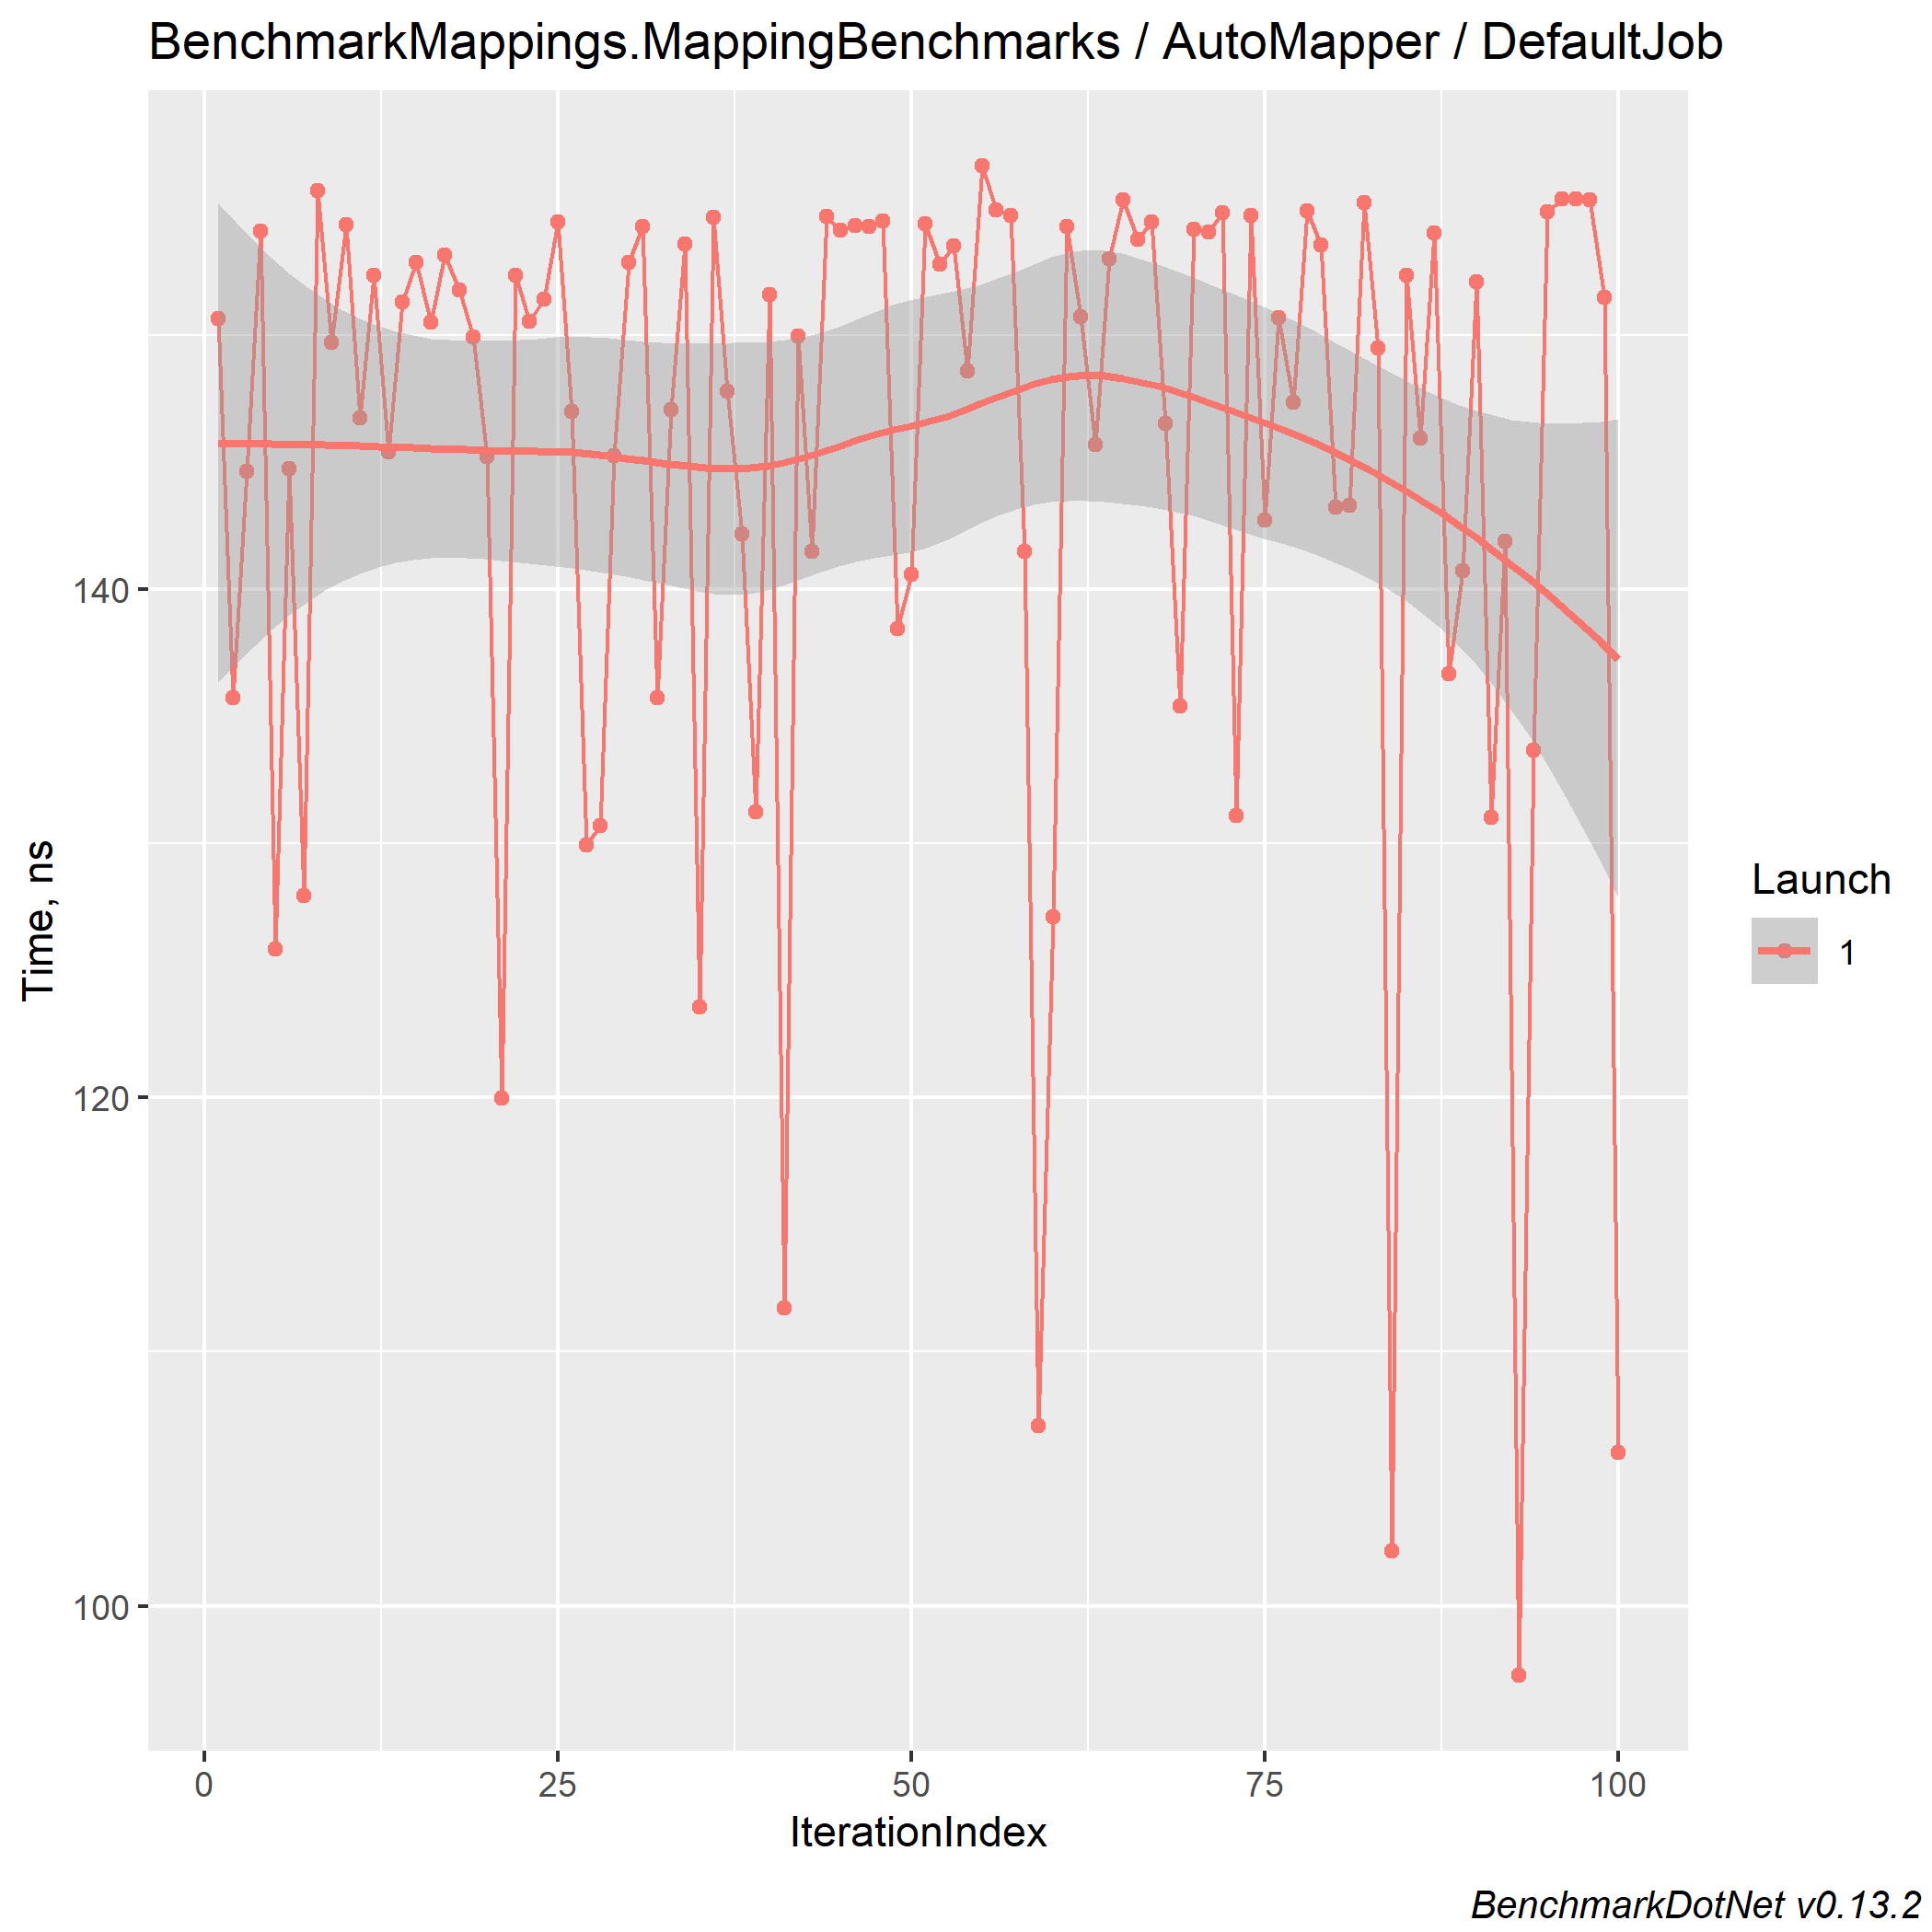 BenchmarkMappings.MappingBenchmarks / AutoMapper / DefaultJob
Time, ns
140
120
100
0 25 50 75 100
IterationIndex
Launch
1
BenchmarkDotNet v0.13.2